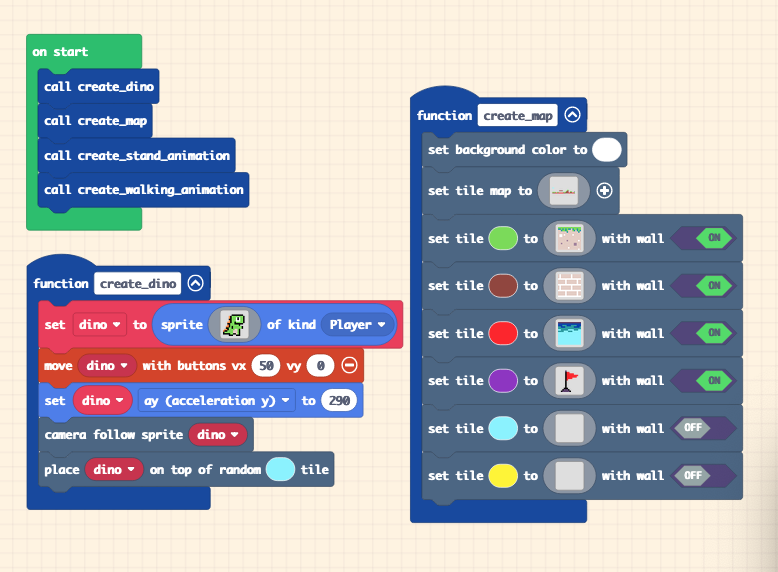 on start
call create_dino
call create_map
call create_stand_animation
call create_walking_animation
function create_dino
set dino to sprite of kind Player
move dino with buttons vx 50 vy 0
set dino ay (acceleration y) to 290
camera follow sprite dino
place dino on top of random tile
function create_map
set background color to
set tile map to
set tile to with wall ON
set tile to with wall ON
set tile to with wall ON
set tile to with wall ON
set tile to with wall OFF
set tile to with wall OFF